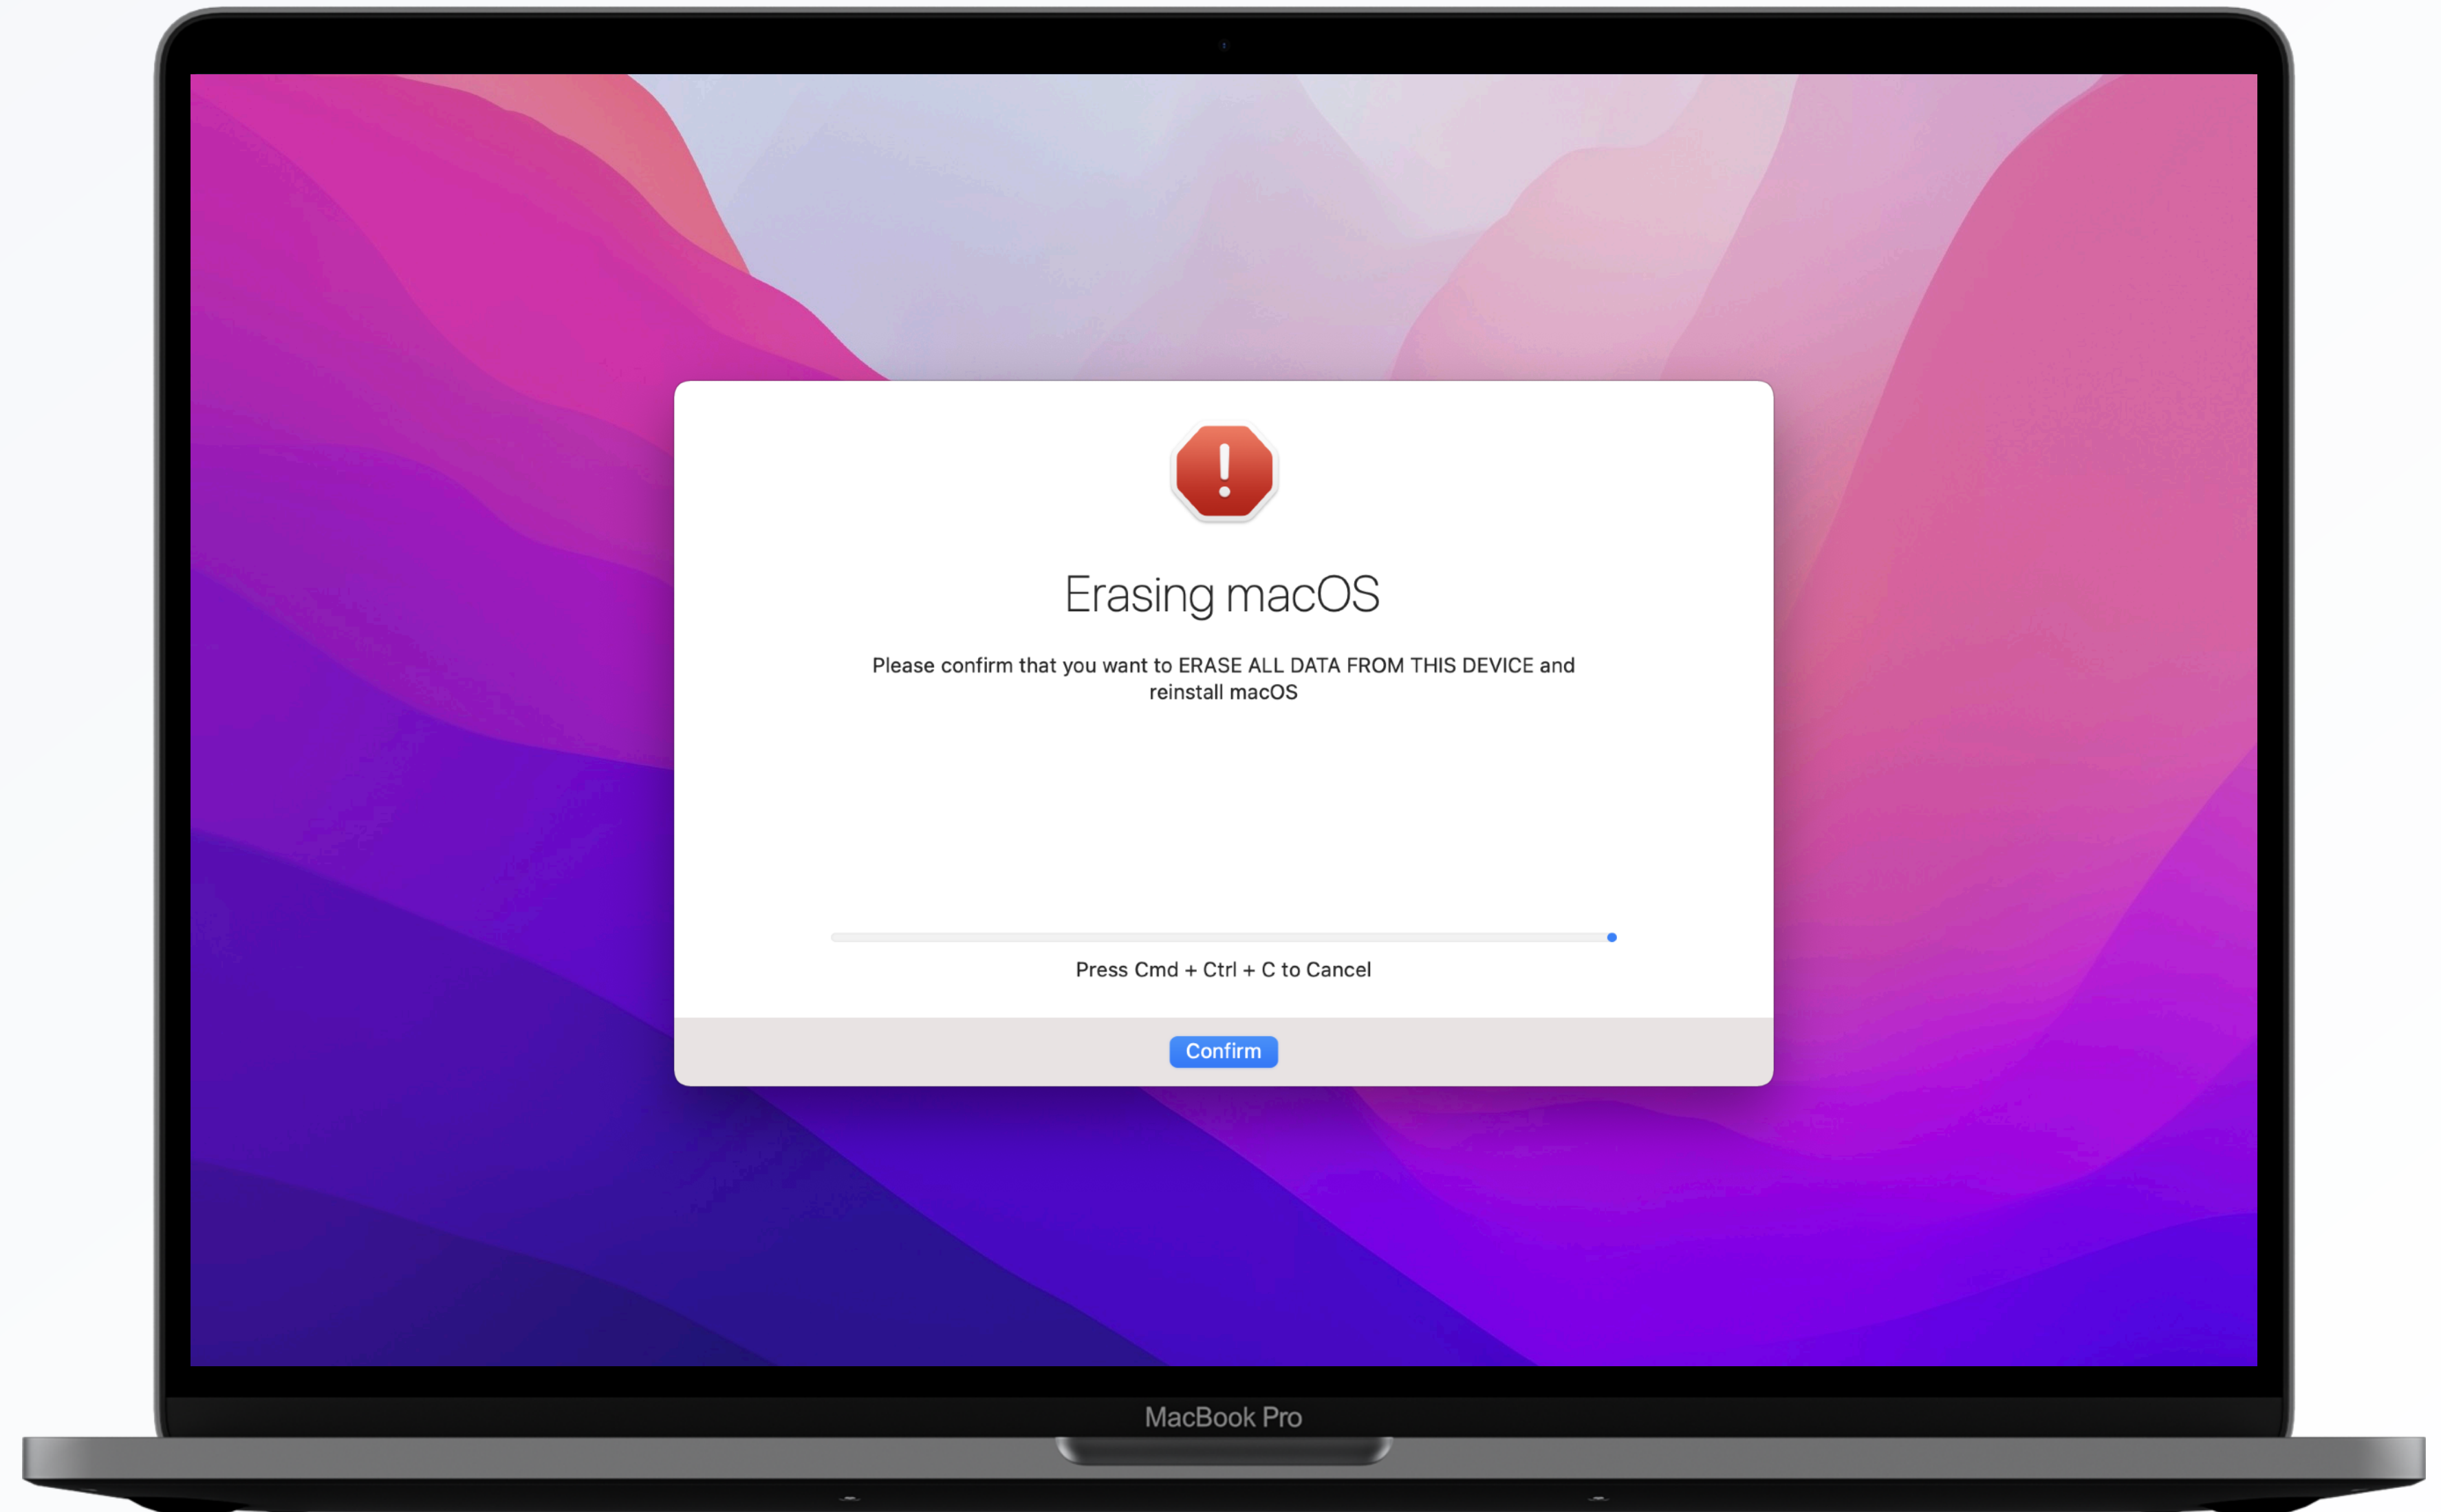 Erasing macOS
Please confirm that you want to ERASE ALL DATA FROM THIS DEVICE and
reinstall macOS
Press Cmd + Ctrl + C to Cancel
Confirm
MacBook Pro